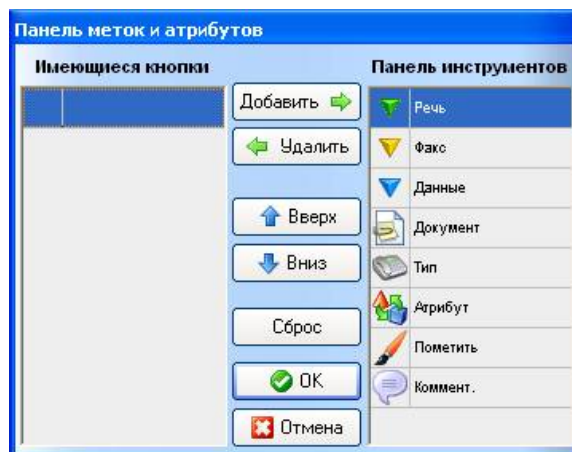 Панель меток и атрибутов
Имеющиеся кнопки
Панель инструментов
Добавить
Удалить
Вверх
Вниз
Сброс
ОК
Отмена
Речь
Факс
Данные
Документ
Тип
Атрибут
Пометить
Коммент.